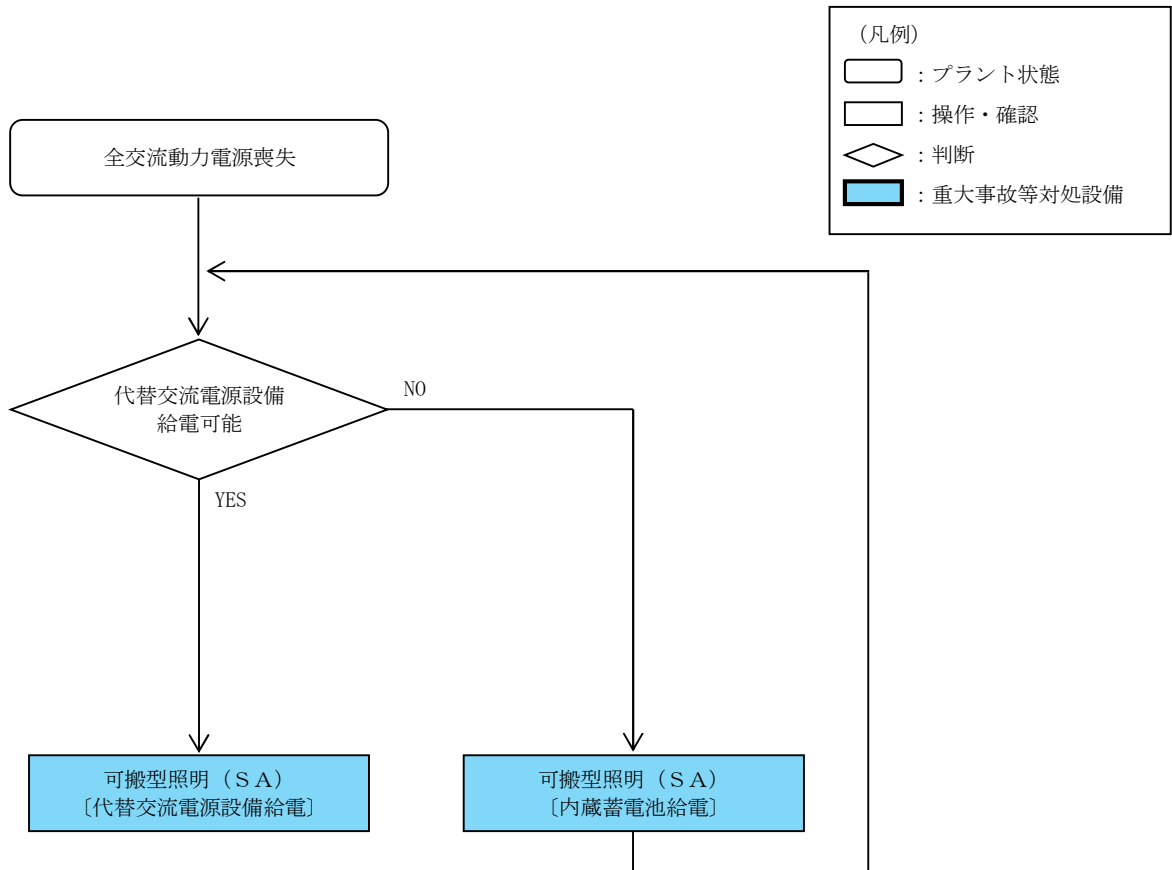 （凡例）
：プラント状態
：操作・確認
：判断
：重大事故等対処設備
全交流動力電源喪失
代替交流電源設備
給電可能
NO
YES
可搬型照明（ＳＡ）
〔代替交流電源設備給電〕
可搬型照明（ＳＡ）
〔内蔵蓄電池給電〕